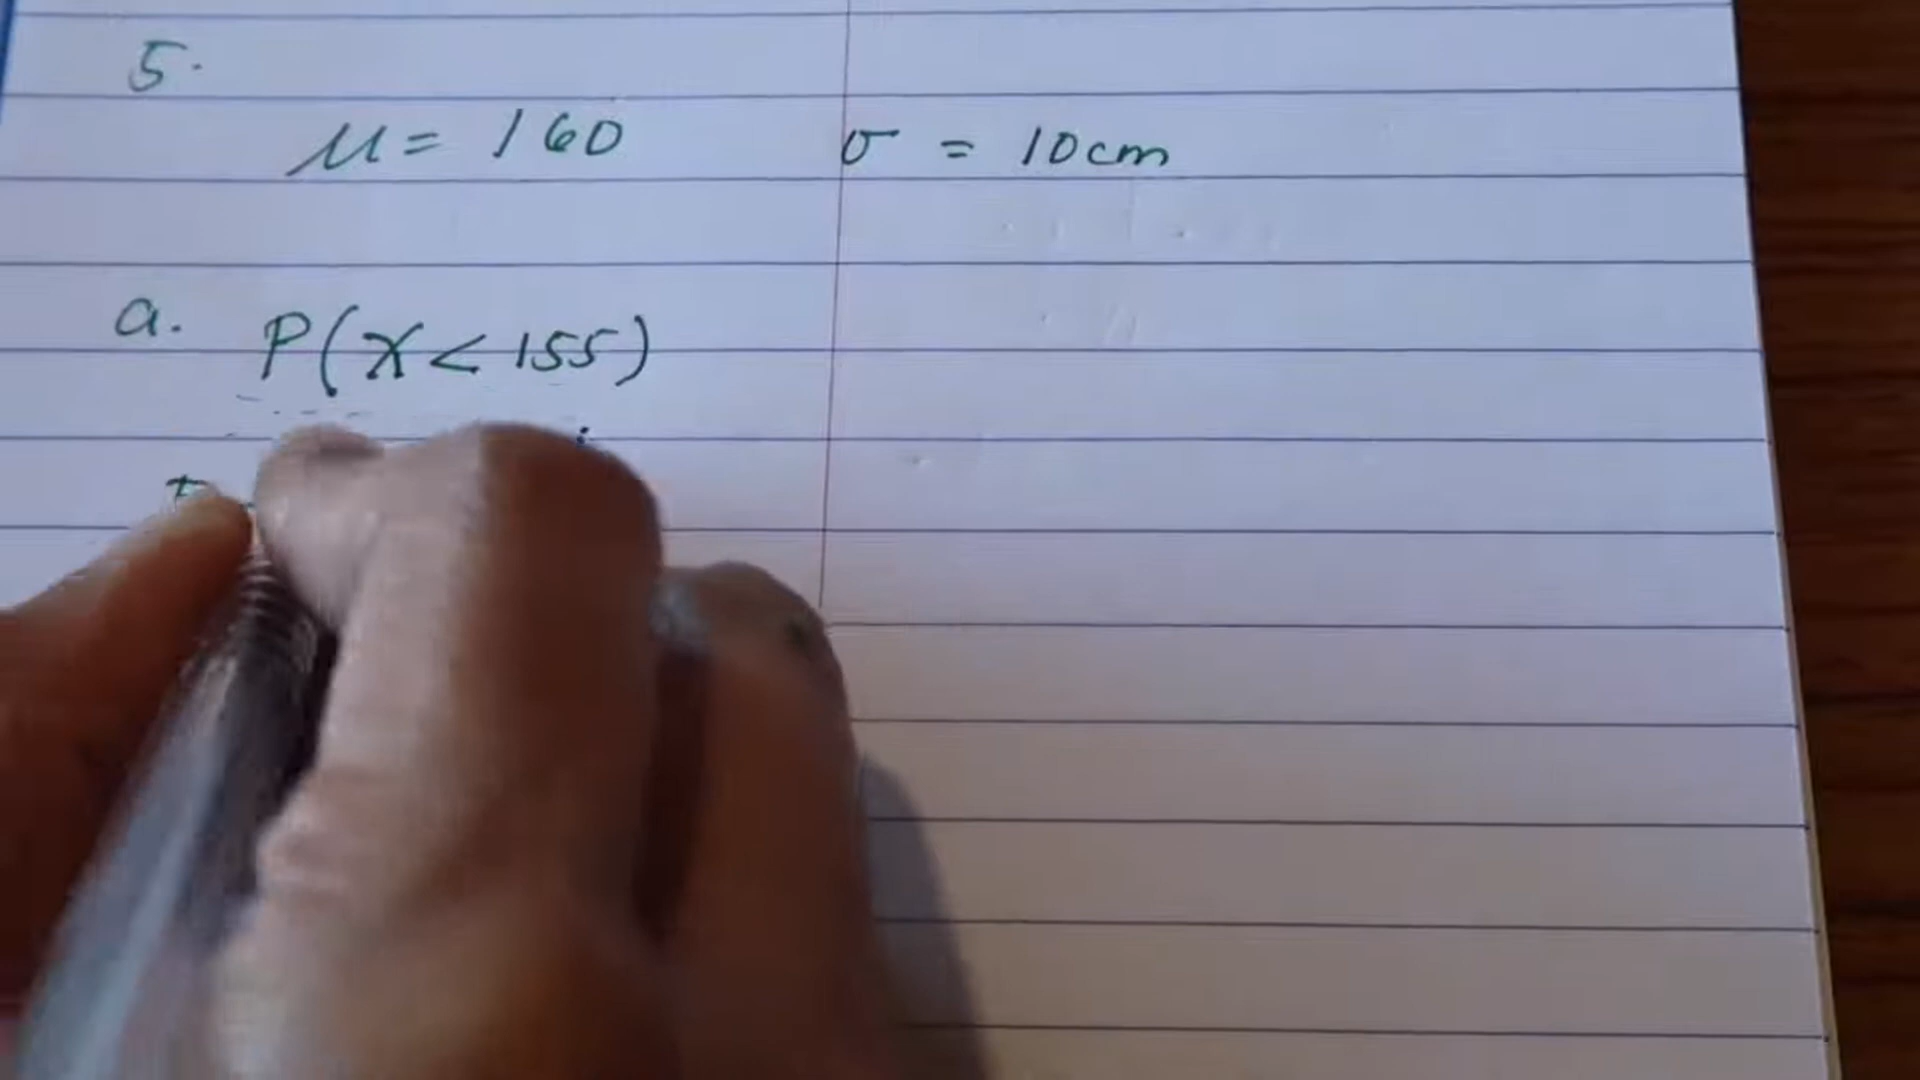 5.
μ = 160 σ = 10cm
a. P(X < 155)